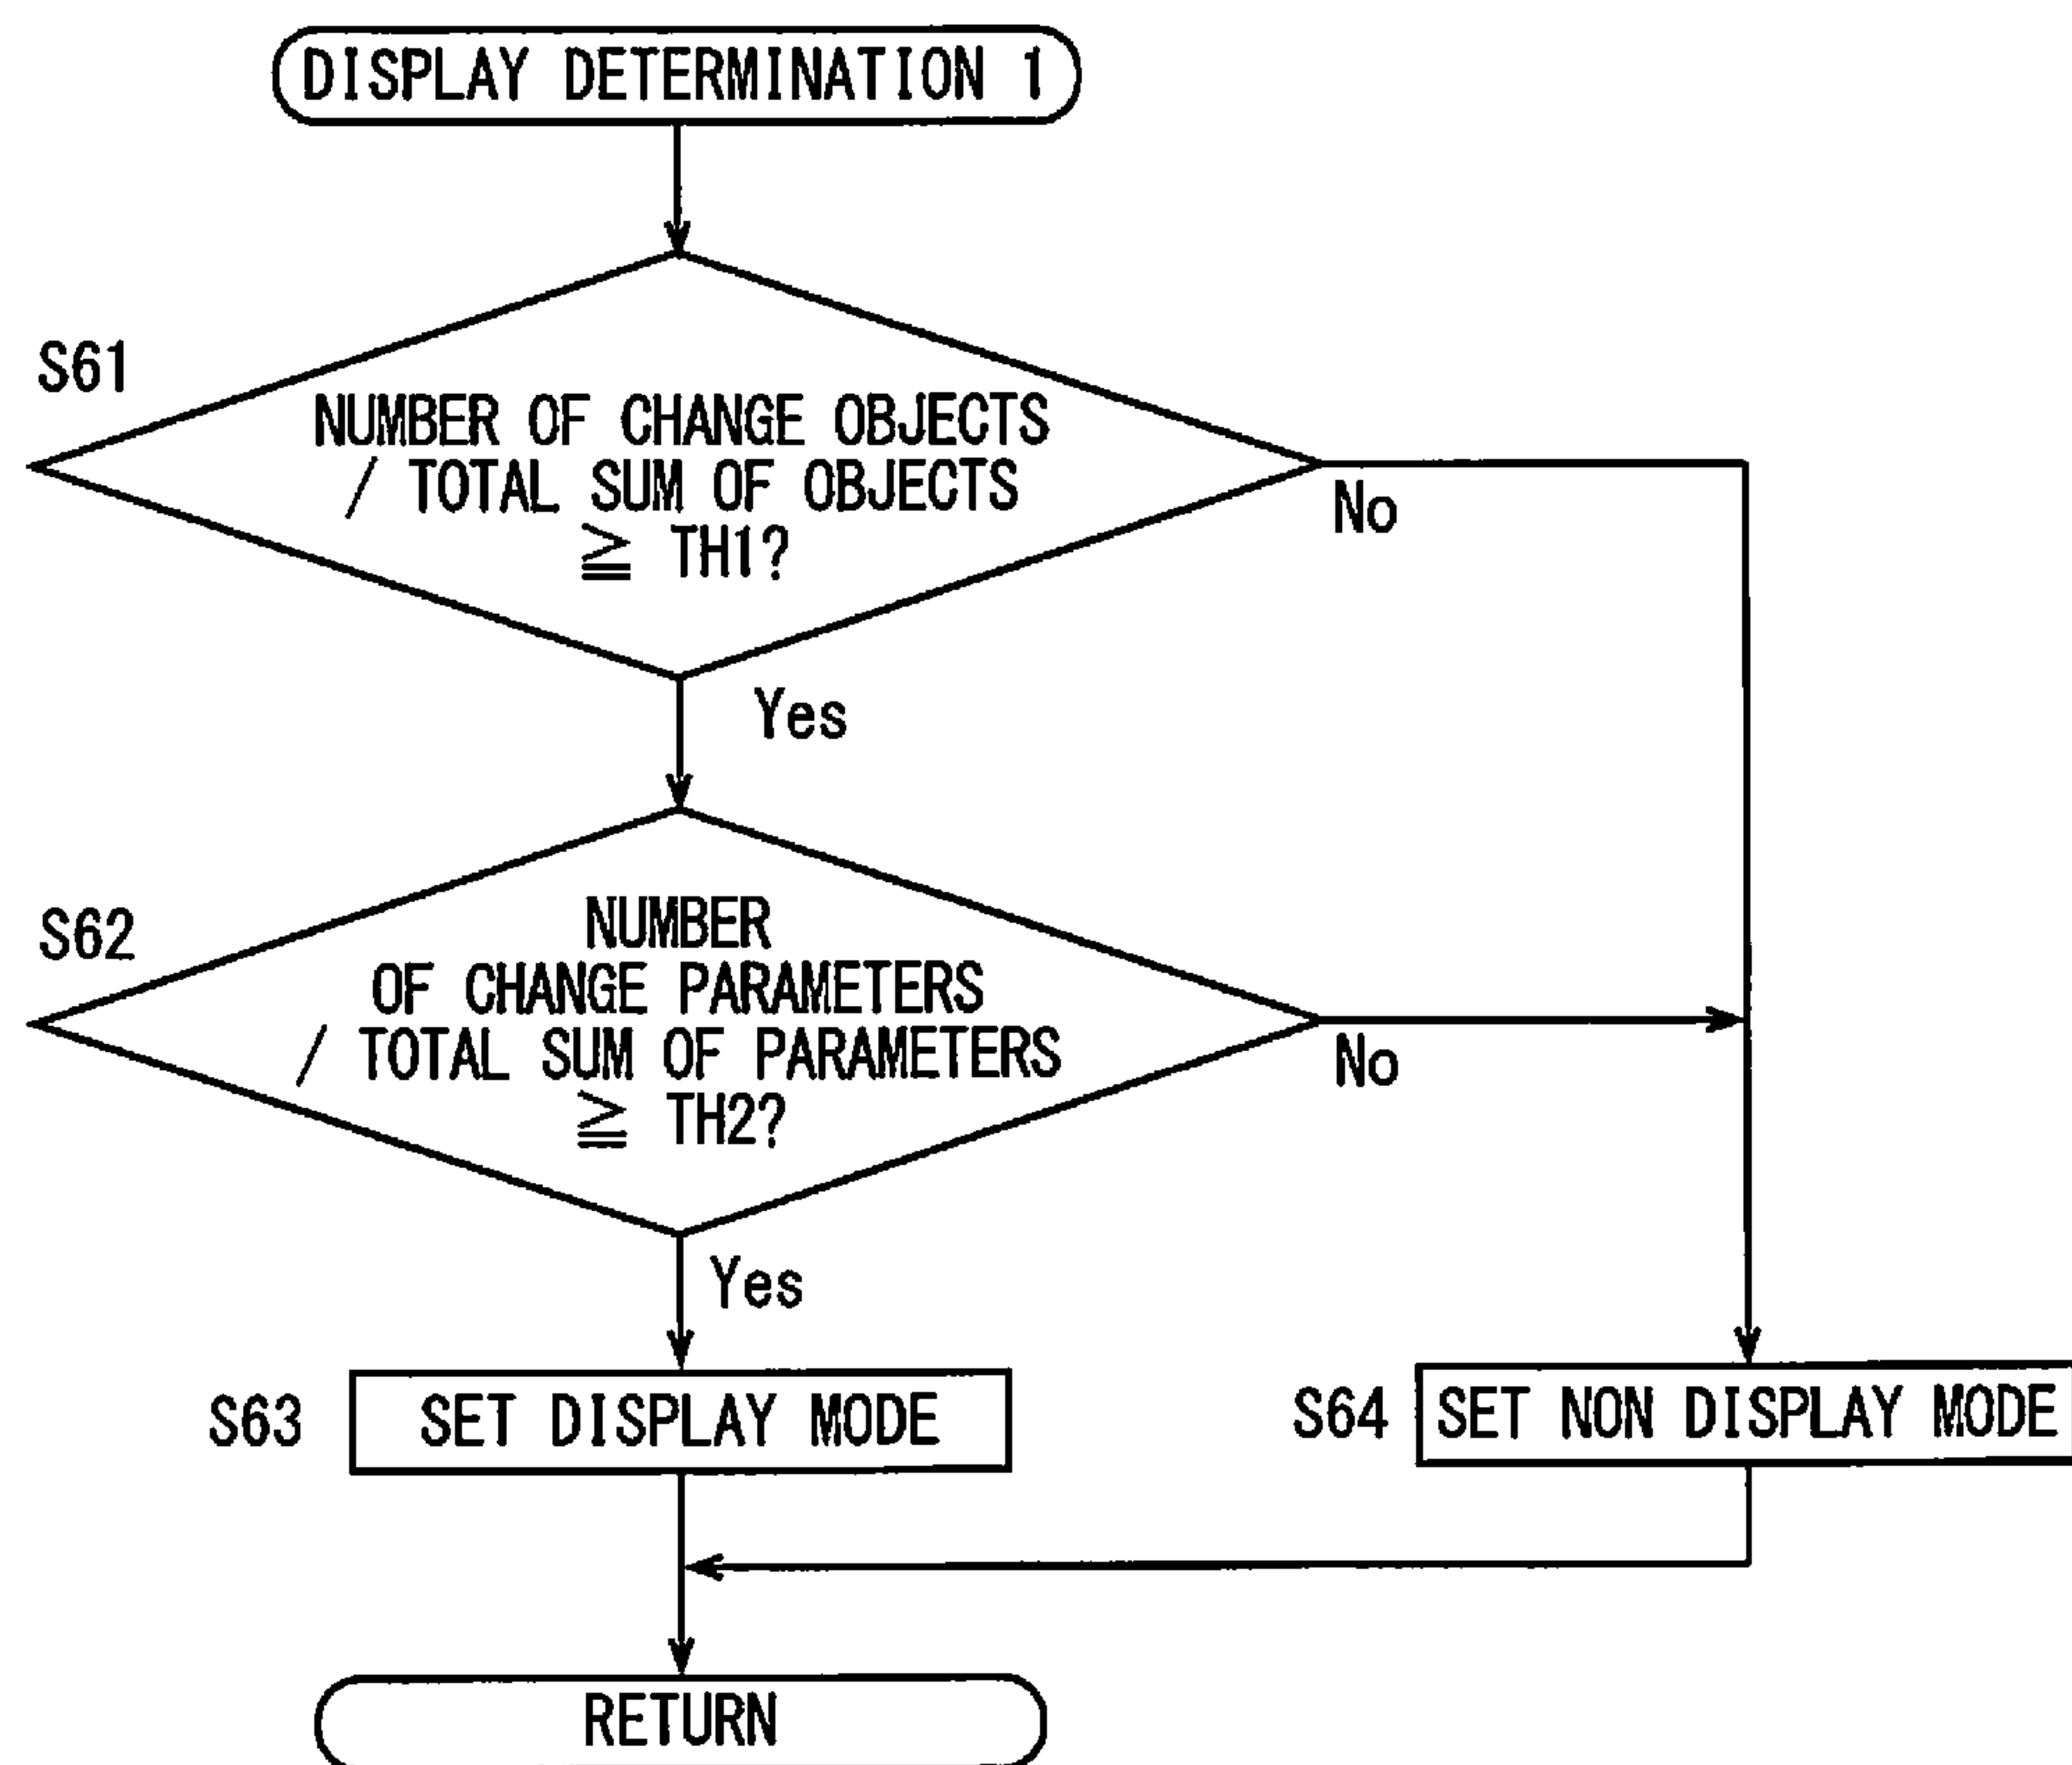 DISPLAY DETERMINATION 1
S61
NUMBER OF CHANGE OBJECTS
/ TOTAL SUM OF OBJECTS
≧ TH1?
No
Yes
S62
NUMBER
OF CHANGE PARAMETERS
/ TOTAL SUM OF PARAMETERS
≧ TH2?
No
Yes
S63
SET DISPLAY MODE
S64
SET NON DISPLAY MODE
RETURN